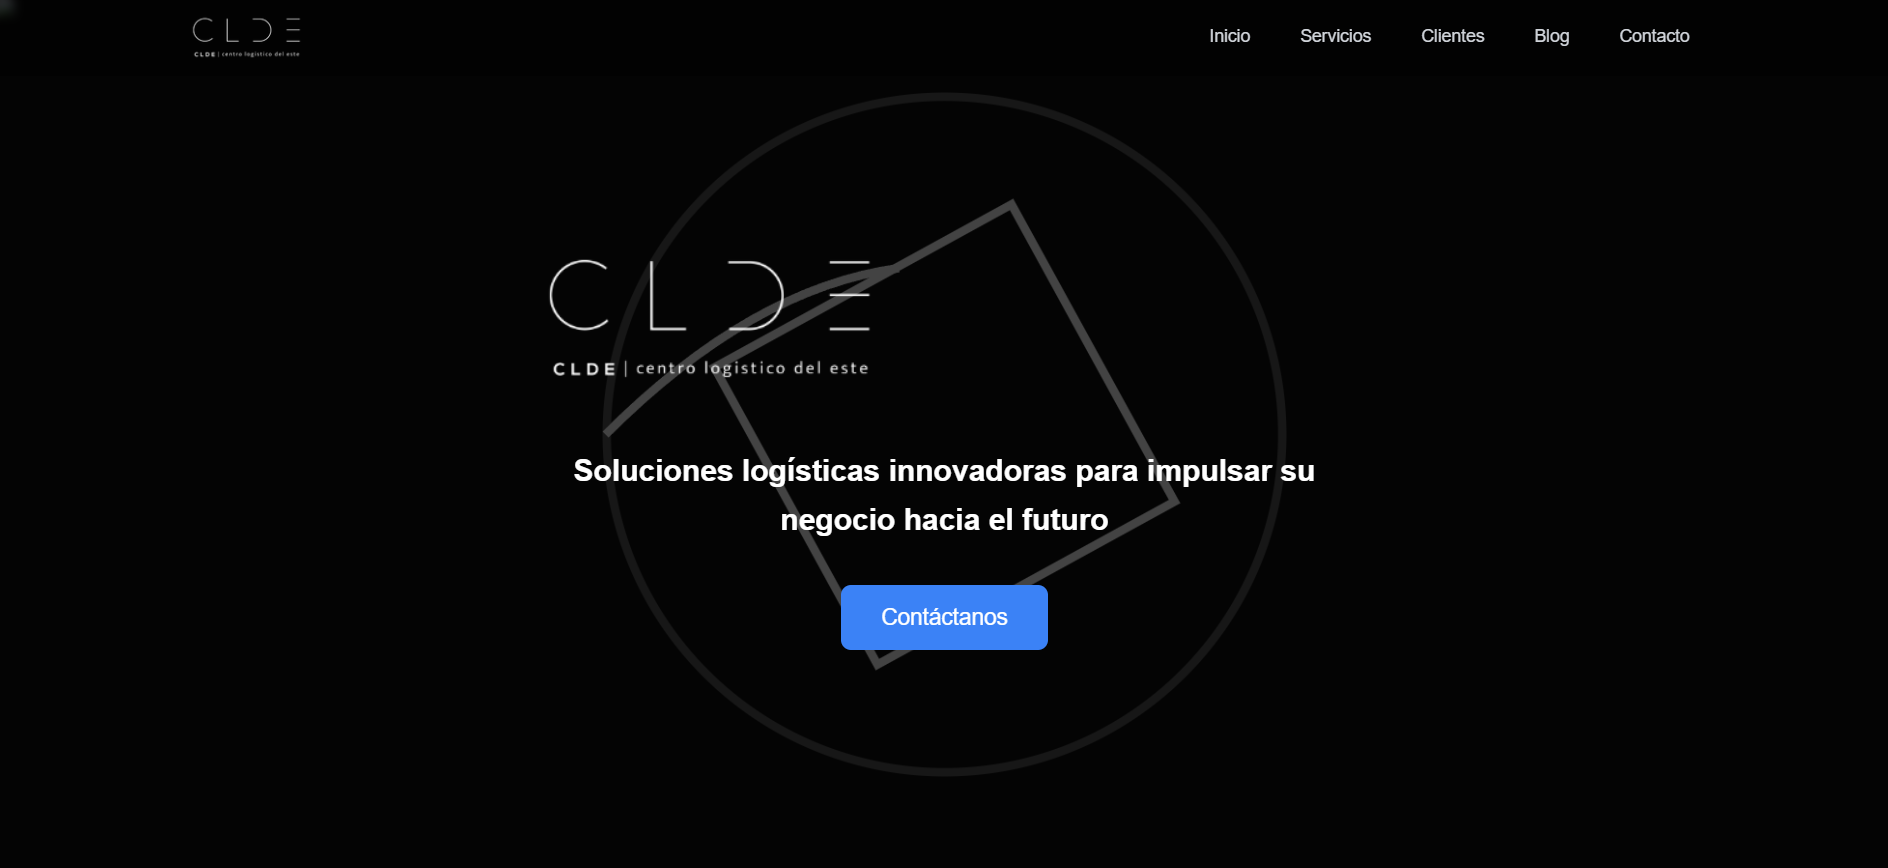 CLDE
CLDE | centro logistico del este
Inicio
Servicios
Clientes
Blog
Contacto
CLDE
CLDE | centro logistico del este
Soluciones logísticas innovadoras para impulsar su
negocio hacia el futuro
Contáctanos